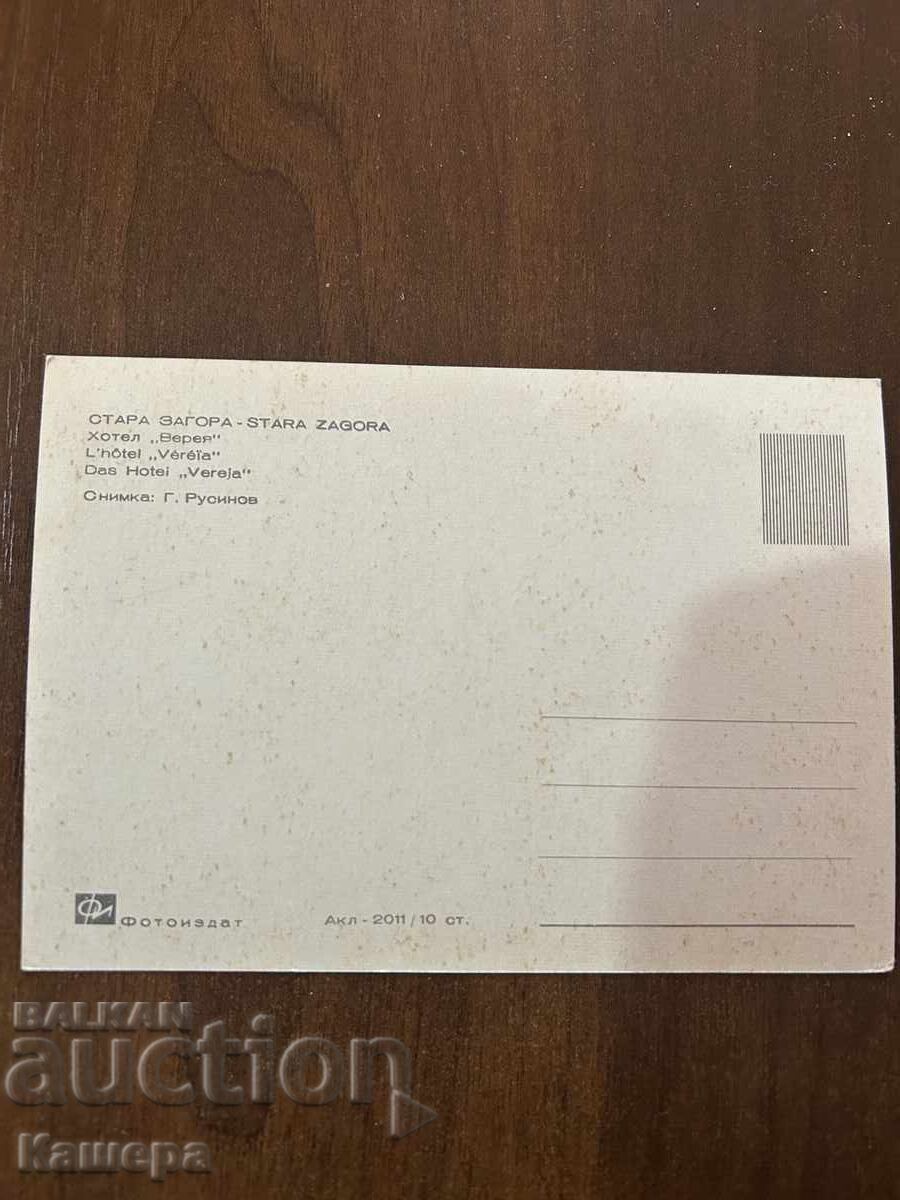 СТАРА ЗАГОРА - STARA ZAGORA
Хотел „Верея"
L'hôtel „Véréïa"
Das Hotel „Vereja"
Снимка: Г. Русинов
ФИ Фотоиздат
Акл - 2011 / 10 ст.
BALKAN
auction
Кашера